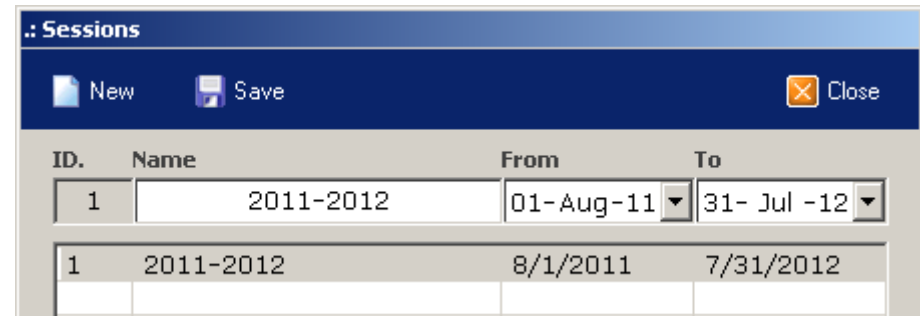 .: Sessions
New Save Close
ID. Name From To
1 2011-2012 01-Aug-11 31- Jul -12
1 2011-2012 8/1/2011 7/31/2012